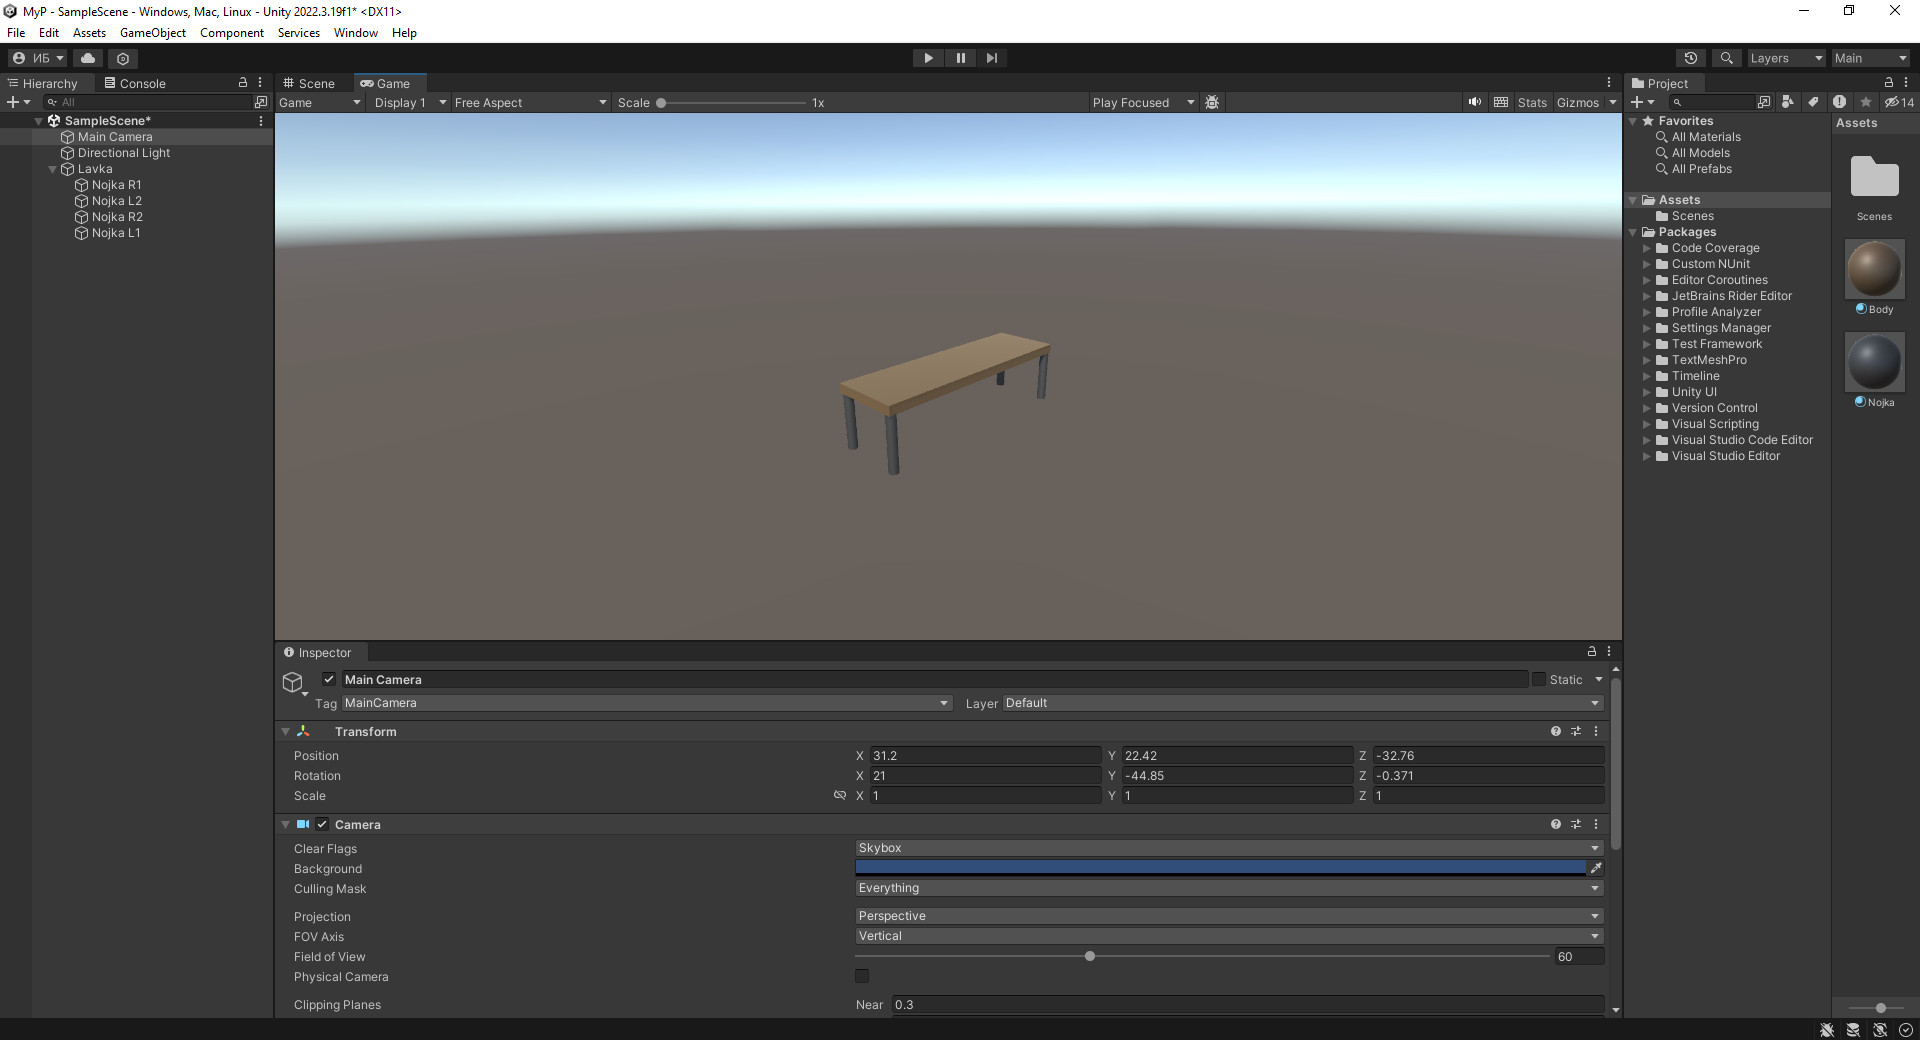 MyP - SampleScene - Windows, Mac, Linux - Unity 2022.3.19f1* <DX11>
File Edit Assets GameObject Component Services Window Help
ИБ
Layers
Main
Hierarchy
Console
All
SampleScene*
Main Camera
Directional Light
Lavka
Nojka R1
Nojka L2
Nojka R2
Nojka L1
Scene
Game
Game
Display 1
Free Aspect
Scale
1x
Play Focused
Stats
Gizmos
Inspector
Main Camera
Static
Tag
MainCamera
Layer
Default
Transform
Position X 31.2 Y 22.42 Z -32.76
Rotation X 21 Y -44.85 Z -0.371
Scale X 1 Y 1 Z 1
Camera
Clear Flags Skybox
Background
Culling Mask Everything
Projection Perspective
FOV Axis Vertical
Field of View 60
Physical Camera
Clipping Planes Near 0.3
Project
14
Favorites
All Materials
All Models
All Prefabs
Assets
Scenes
Packages
Code Coverage
Custom NUnit
Editor Coroutines
JetBrains Rider Editor
Profile Analyzer
Settings Manager
Test Framework
TextMeshPro
Timeline
Unity UI
Version Control
Visual Scripting
Visual Studio Code Editor
Visual Studio Editor
Assets
Scenes
Body
Nojka